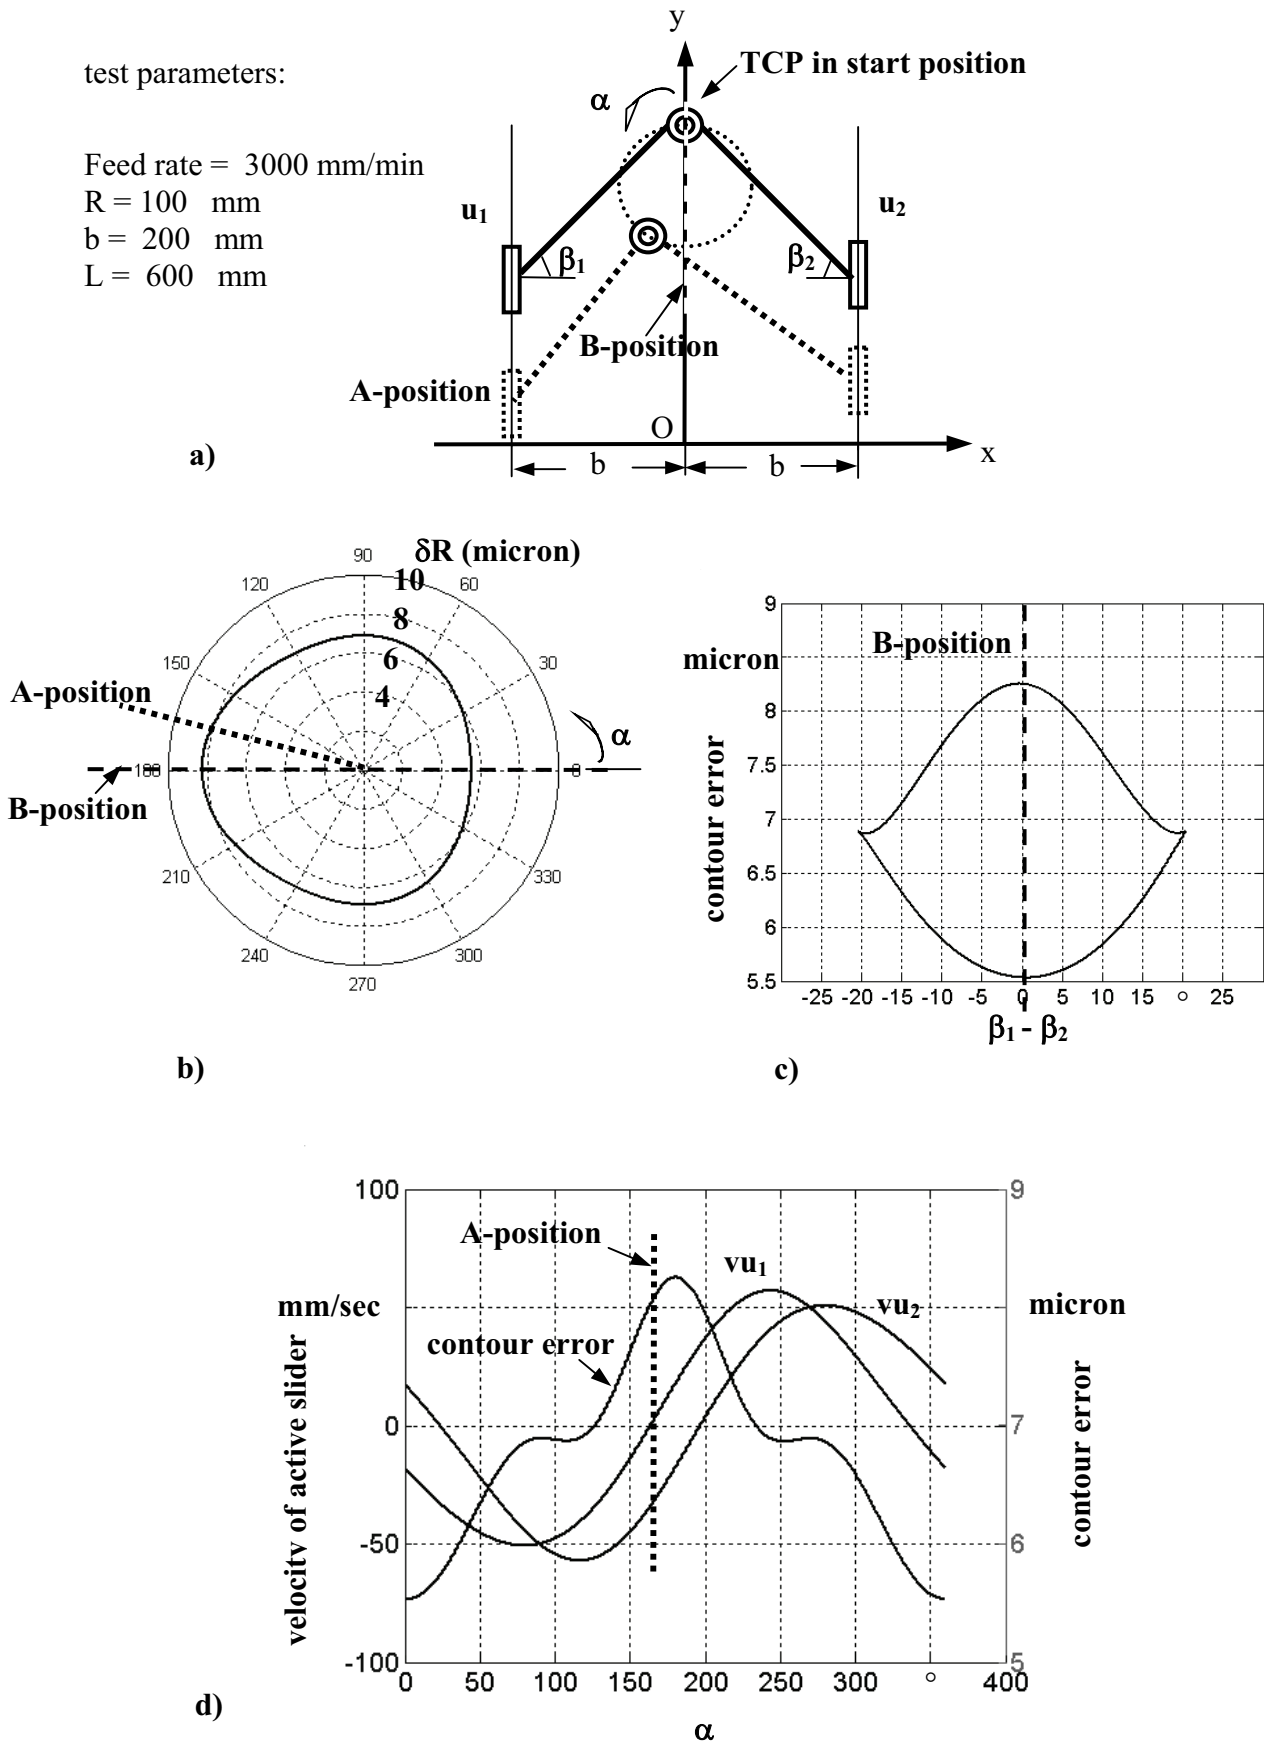 y
test parameters:
TCP in start position
α
Feed rate = 3000 mm/min
R = 100 mm
b = 200 mm
L = 600 mm
u1
u2
β1
β2
B-position
A-position
O
x
a)
b
b
δR (micron)
90
10
120
60
8
150
6
30
4
A-position
α
180
0
B-position
210
330
240
300
270
b)
9
B-position
micron
8
7.5
7
6.5
6
5.5
contour error
-25 -20 -15 -10 -5 0 5 10 15 ° 25
β1 - β2
c)
100
9
A-position
vu1
mm/sec
vu2
micron
contour error
velocity of active slider
0
7
contour error
-50
6
-100
5
0 50 100 150 200 250 300 ° 400
d)
α